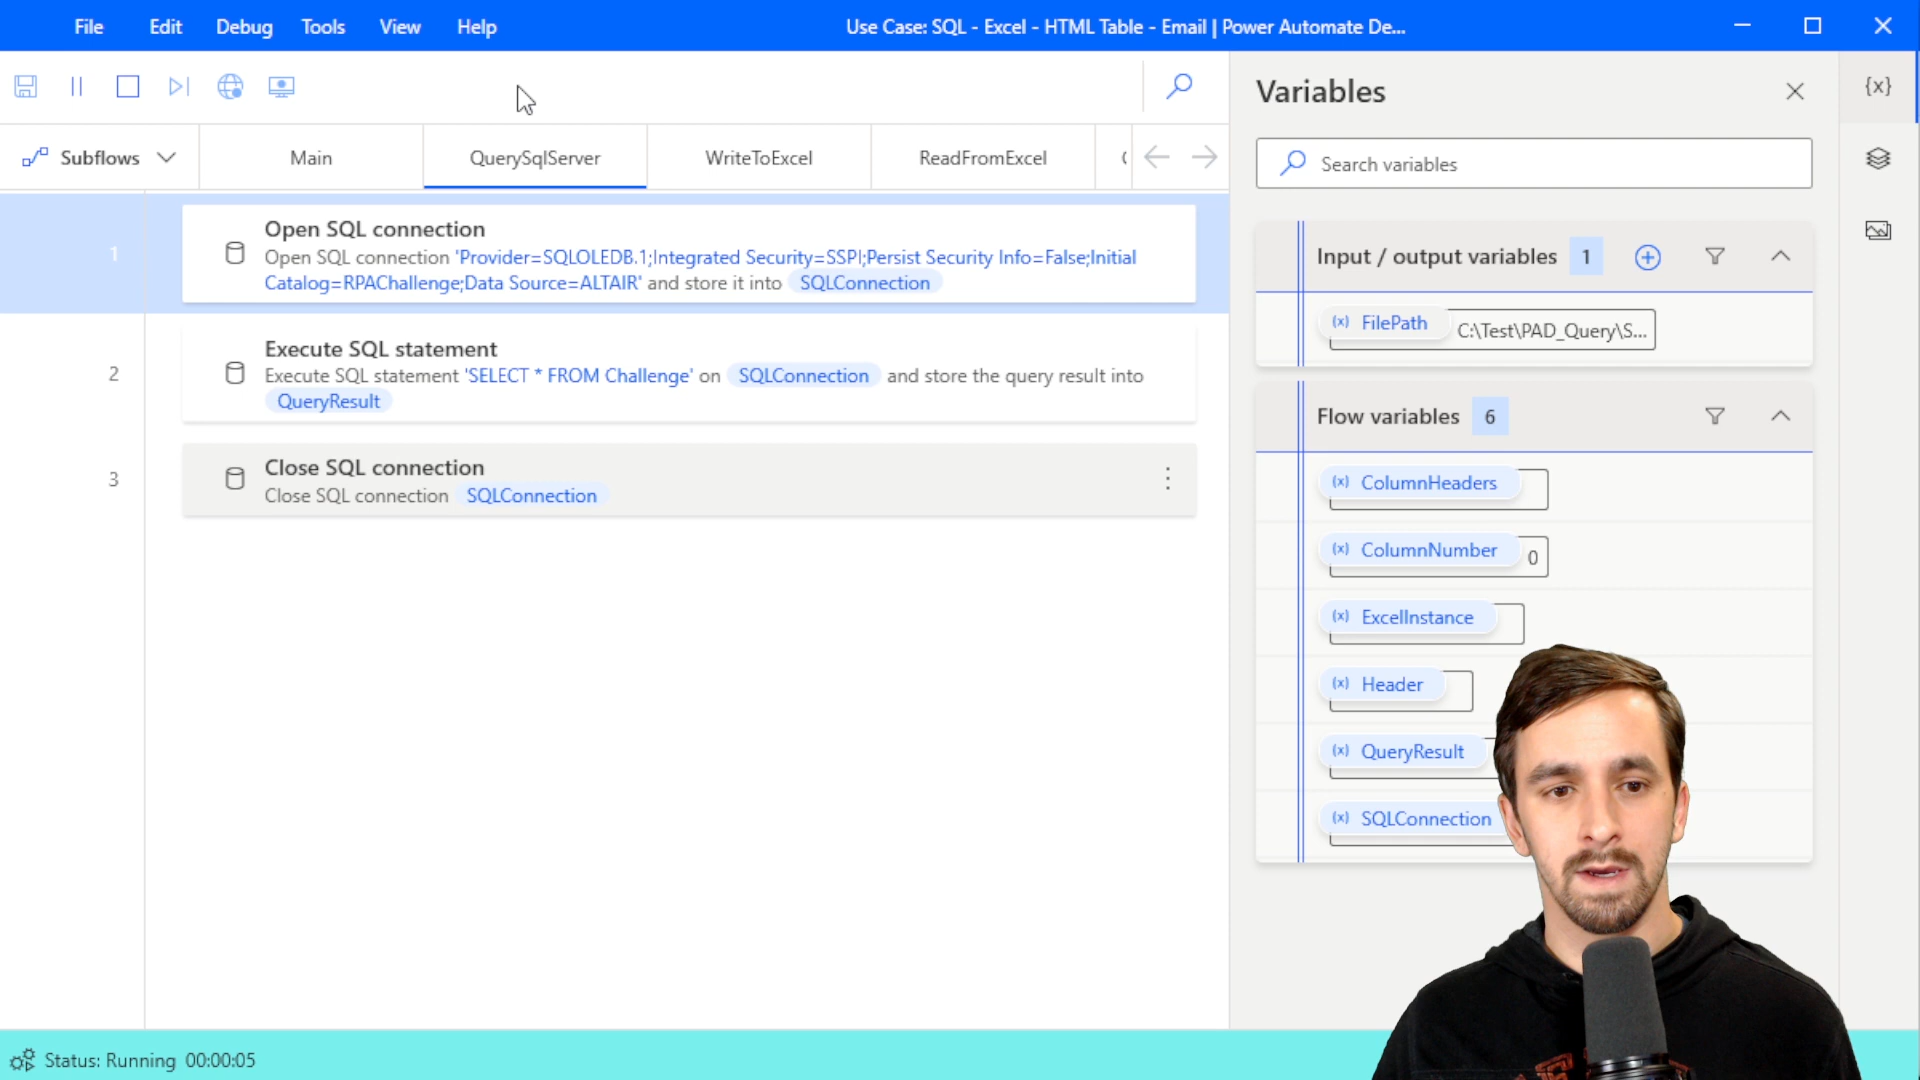 File Edit Debug Tools View Help Use Case: SQL - Excel - HTML Table - Email | Power Automate De...
Subflows Main QuerySqlServer WriteToExcel ReadFromExcel
1
Open SQL connection
Open SQL connection 'Provider=SQLOLEDB.1;Integrated Security=SSPI;Persist Security Info=False;Initial
Catalog=RPAChallenge;Data Source=ALTAIR' and store it into SQLConnection
2
Execute SQL statement
Execute SQL statement 'SELECT * FROM Challenge' on SQLConnection and store the query result into
QueryResult
3
Close SQL connection
Close SQL connection SQLConnection
Variables
{x}
Search variables
Input / output variables 1
(x) FilePath C:\Test\PAD_Query\S...
Flow variables 6
(x) ColumnHeaders
(x) ColumnNumber 0
(x) ExcelInstance
(x) Header
(x) QueryResult
(x) SQLConnection
Status: Running 00:00:05